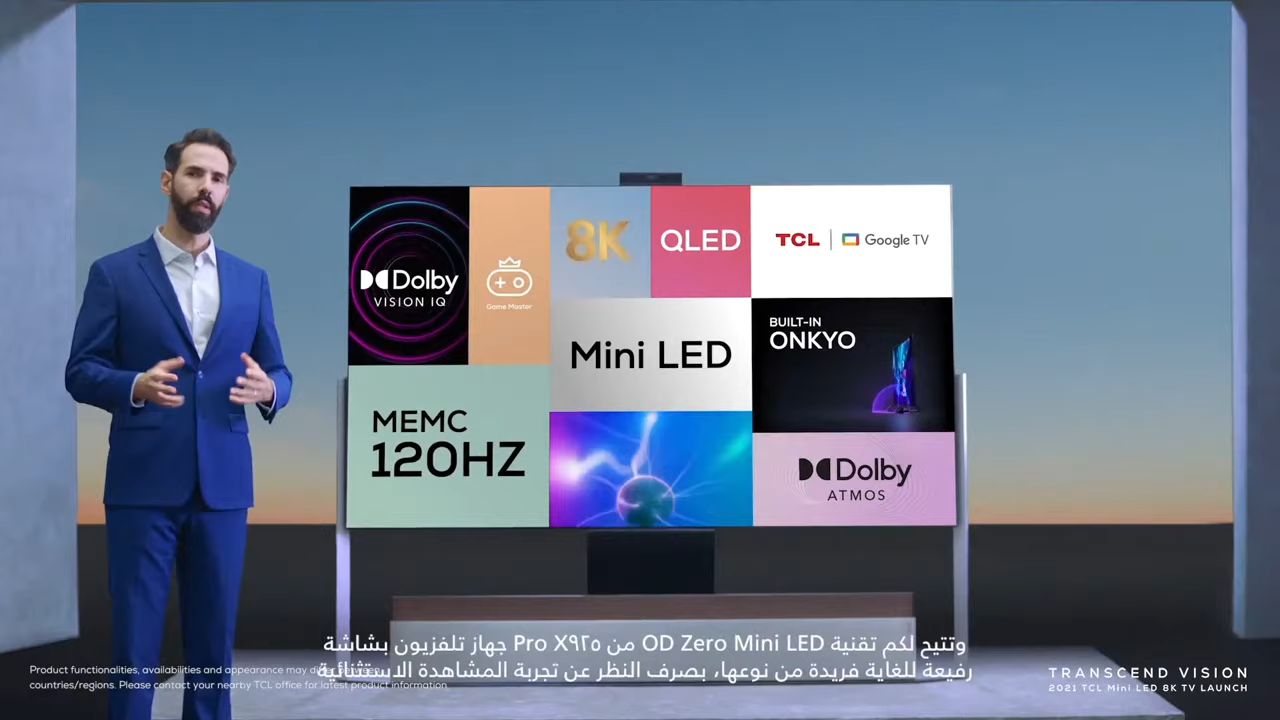 Dolby
VISION IQ
Game Master
8K
QLED
TCL | Google TV
Mini LED
BUILT-IN
ONKYO
MEMC
120HZ
Dolby
ATMOS
وتتيح لكم تقنية OD Zero Mini LED من Pro X٩٢٥ جهاز تلفزيون بشاشة
رفيعة للغاية فريدة من نوعها، بصرف النظر عن تجربة المشاهدة الاستثنائية
Product functionalities, availabilities and appearance may
countries/regions. Please contact your nearby TCL office for latest product information.
TRANSCEND VISION
2021 TCL Mini LED 8K TV LAUNCH